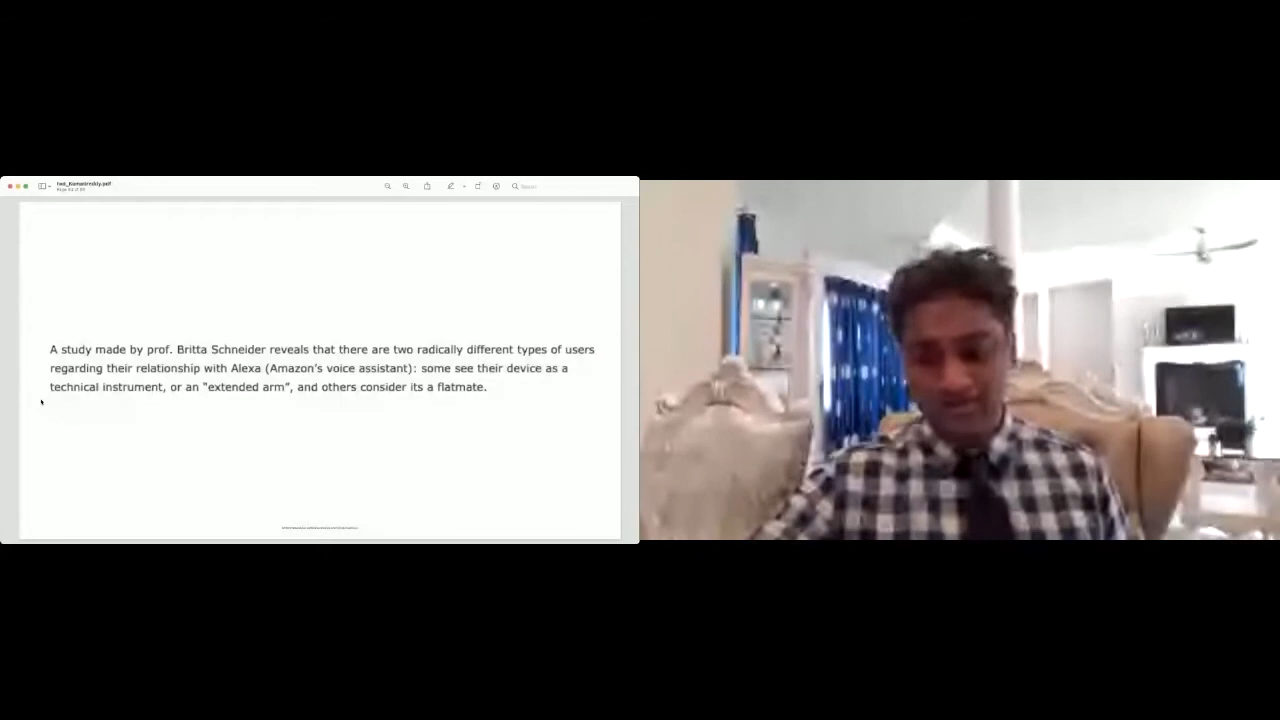 A study made by prof. Britta Schneider reveals that there are two radically different types of users
regarding their relationship with Alexa (Amazon's voice assistant): some see their device as a
technical instrument, or an “extended arm”, and others consider its a flatmate.